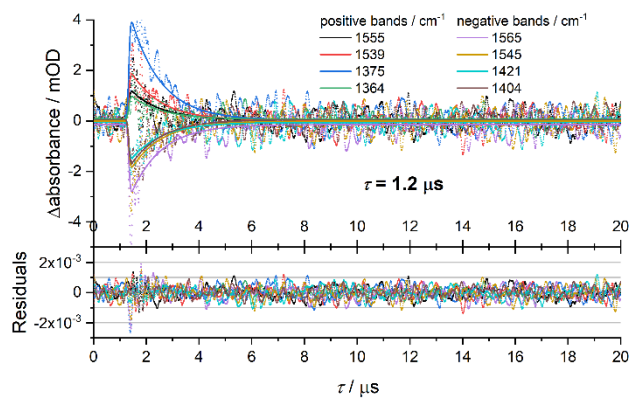 positive bands / cm⁻¹ negative bands / cm⁻¹
1555 1565
1539 1545
1375 1421
1364 1404
4
2
0
-2
-4
Δabsorbance / mOD
τ = 1.2 μs
0 2 4 6 8 10 12 14 16 18 20
2x10⁻³
0
-2x10⁻³
Residuals
0 2 4 6 8 10 12 14 16 18 20
τ / μs